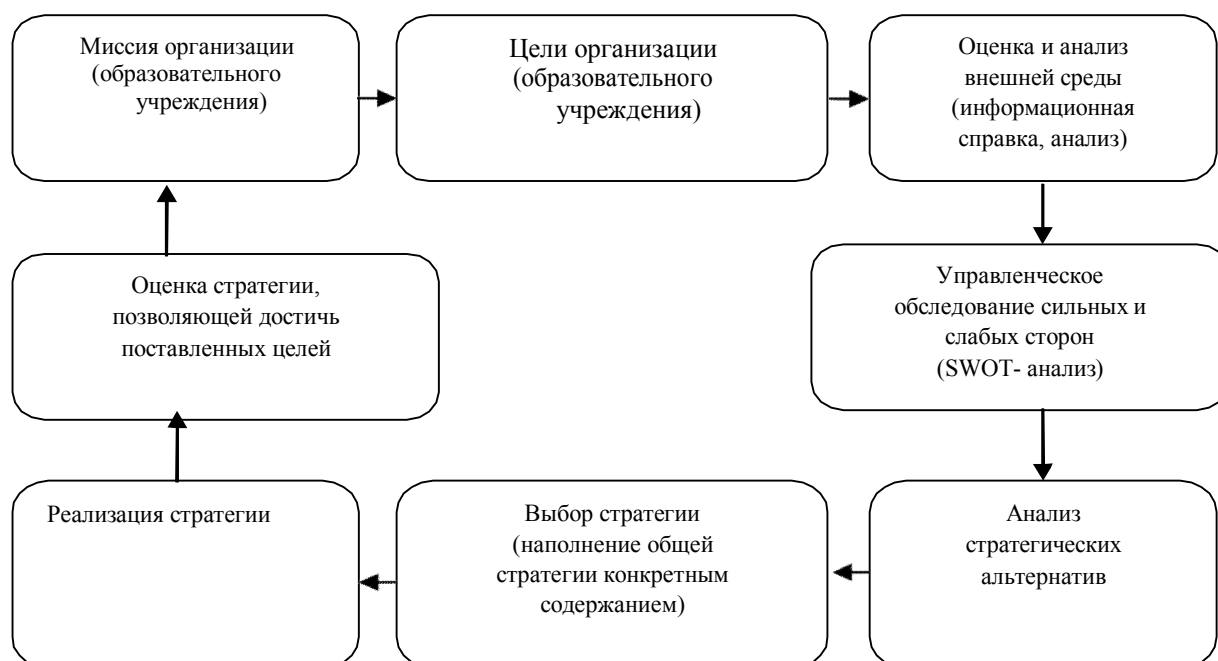 Миссия организации
(образовательного
учреждения)
Цели организации
(образовательного
учреждения)
Оценка и анализ
внешней среды
(информационная
справка, анализ)
Оценка стратегии,
позволяющей достичь
поставленных целей
Управленческое
обследование сильных и
слабых сторон
(SWOT- анализ)
Реализация стратегии
Выбор стратегии
(наполнение общей
стратегии конкретным
содержанием)
Анализ
стратегических
альтернатив